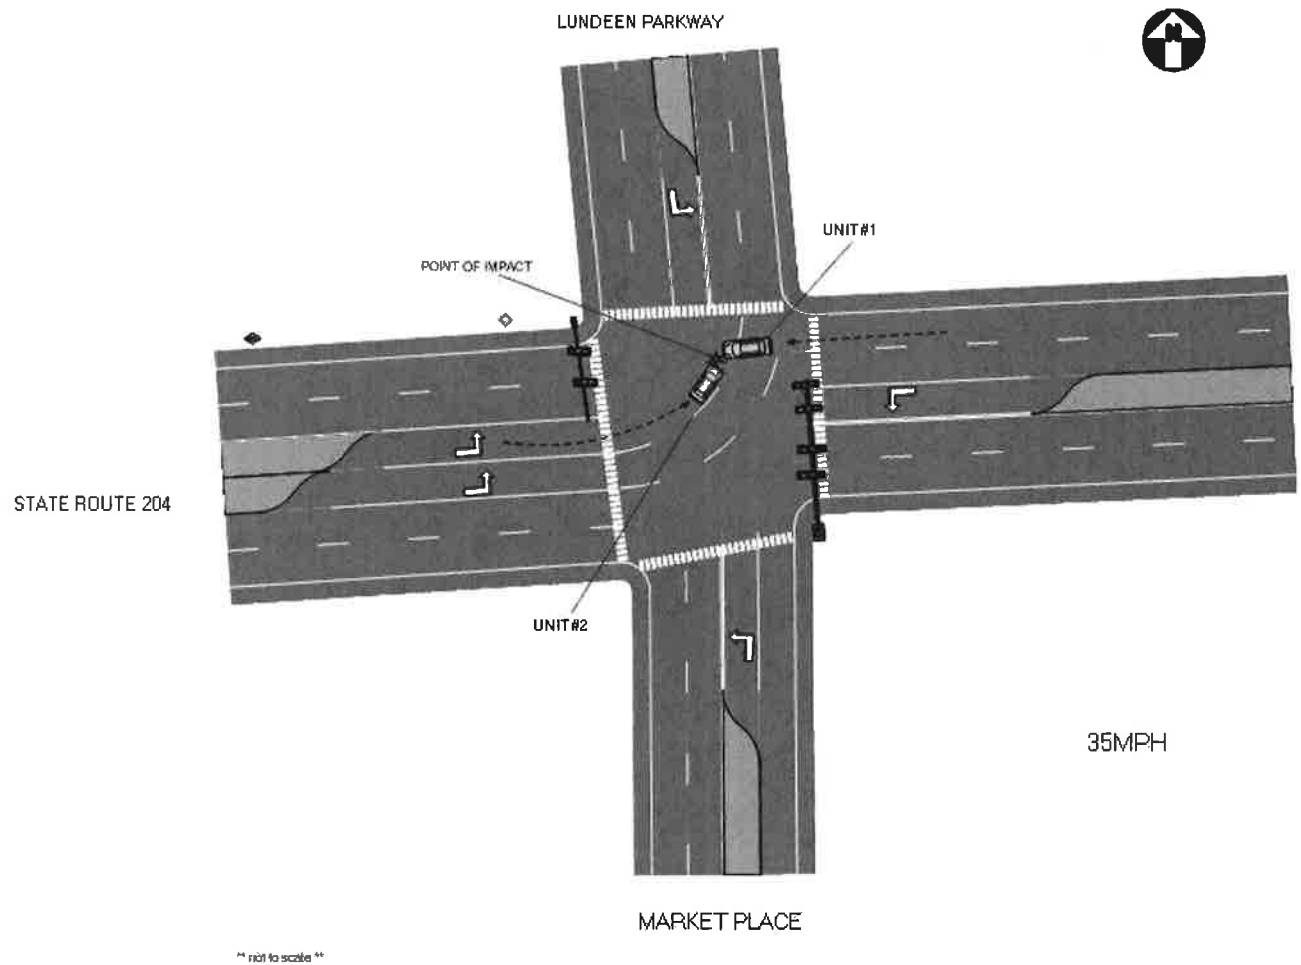 LUNDEEN PARKWAY
N
UNIT#1
POINT OF IMPACT
STATE ROUTE 204
UNIT#2
35MPH
MARKET PLACE
** not to scale **